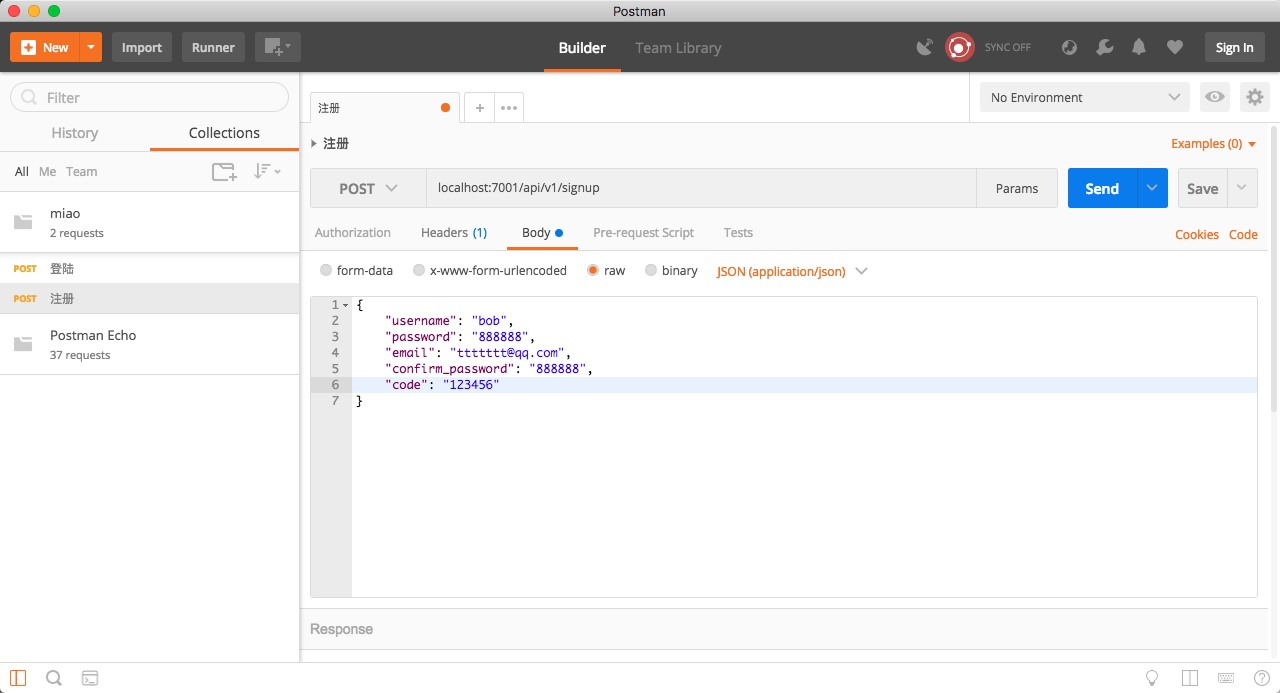 Postman
New
Import
Runner
Builder
Team Library
SYNC OFF
Sign In
Filter
History
Collections
All Me Team
miao
2 requests
POST 登陆
POST 注册
Postman Echo
37 requests
注册
No Environment
注册
Examples (0)
POST
localhost:7001/api/v1/signup
Params
Send
Save
Authorization
Headers (1)
Body
Pre-request Script
Tests
Cookies
Code
form-data
x-www-form-urlencoded
raw
binary
JSON (application/json)
1 {
2 "username": "bob",
3 "password": "888888",
4 "email": "ttttttt@qq.com",
5 "confirm_password": "888888",
6 "code": "123456"
7 }
Response